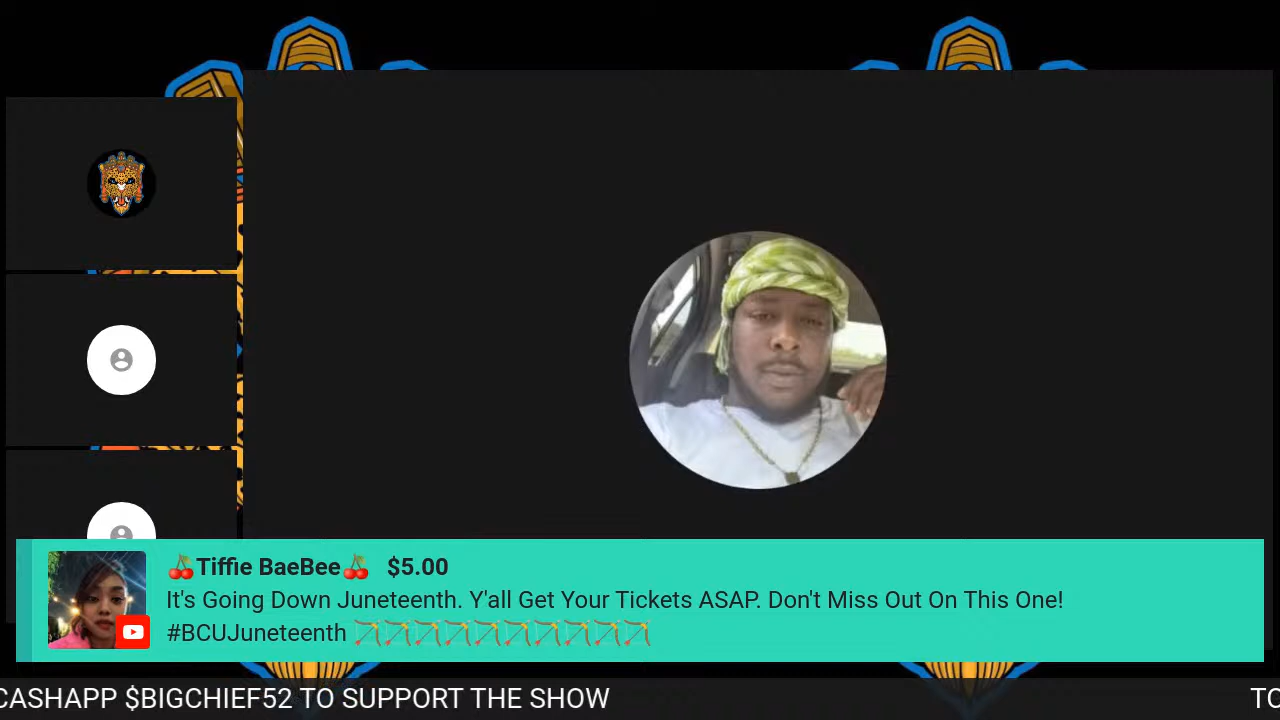 🍒Tiffie BaeBee🍒 $5.00
It's Going Down Juneteenth. Y'all Get Your Tickets ASAP. Don't Miss Out On This One!
#BCUJuneteenth 🏹🏹🏹🏹🏹🏹🏹🏹🏹🏹
CASHAPP $BIGCHIEF52 TO SUPPORT THE SHOW